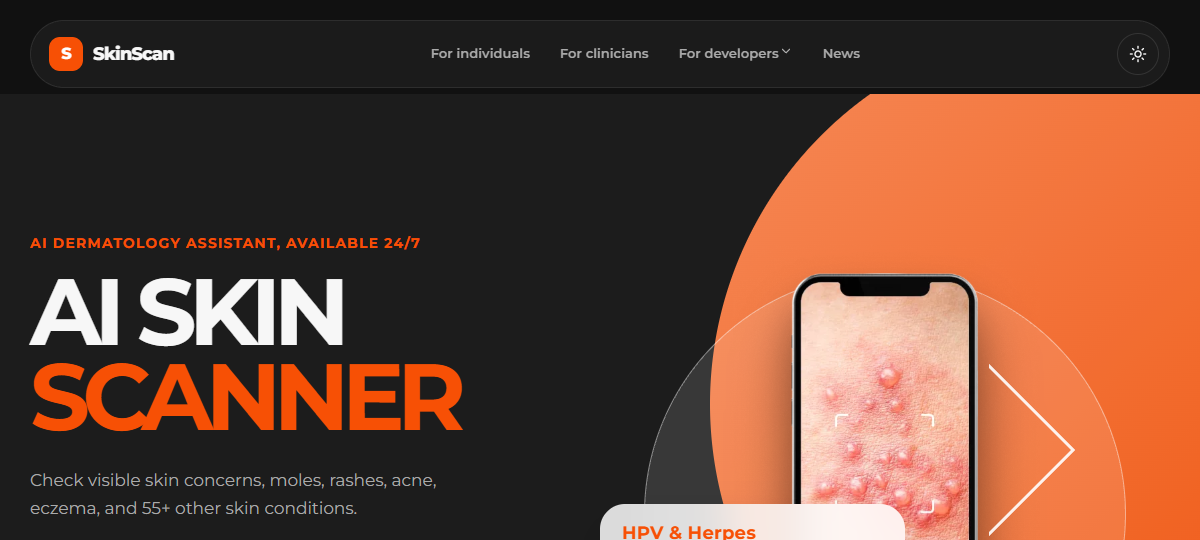 S SkinScan For individuals For clinicians For developers News
AI DERMATOLOGY ASSISTANT, AVAILABLE 24/7
AI SKIN
SCANNER
Check visible skin concerns, moles, rashes, acne,
eczema, and 55+ other skin conditions.
HPV & Herpes